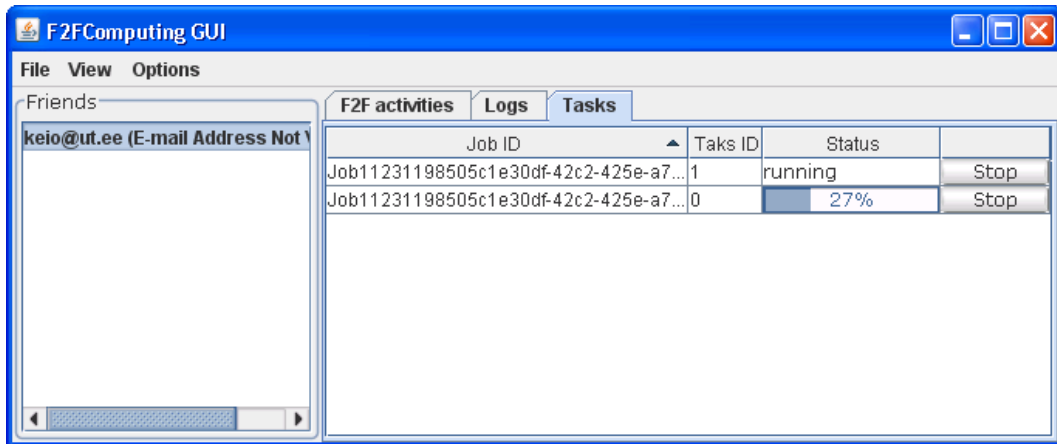 F2FComputing GUI
File View Options
Friends
keio@ut.ee (E-mail Address Not
F2F activities Logs Tasks
Job ID Taks ID Status
Job11231198505c1e30df-42c2-425e-a7... 1 running Stop
Job11231198505c1e30df-42c2-425e-a7... 0 27% Stop